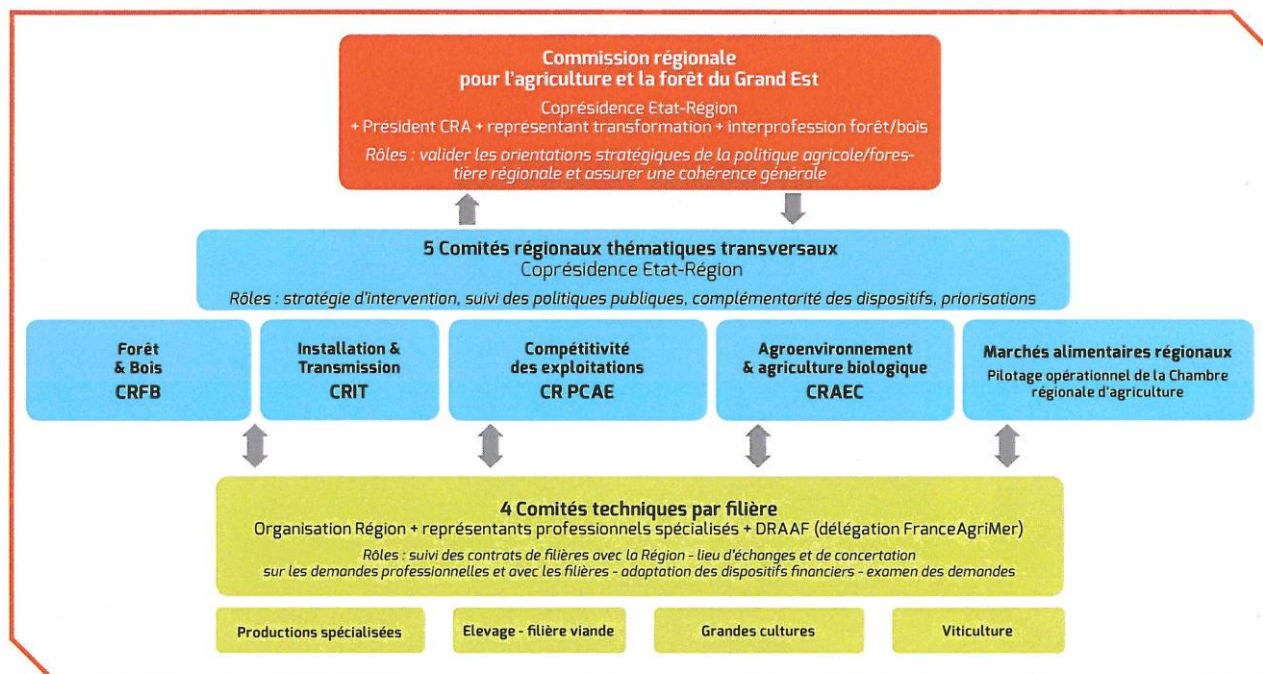 Commission régionale
pour l'agriculture et la forêt du Grand Est
Coprésidence Etat-Région
+ Président CRA + représentant transformation + interprofession forêt/bois
Rôles : valider les orientations stratégiques de la politique agricole/fores-
tière régionale et assurer une cohérence générale
5 Comités régionaux thématiques transversaux
Coprésidence Etat-Région
Rôles : stratégie d'intervention, suivi des politiques publiques, complémentarité des dispositifs, priorisations
Forêt
& Bois
CRFB
Installation &
Transmission
CRIT
Compétitivité
des exploitations
CR PCAE
Agroenvironnement
& agriculture biologique
CRAEC
Marchés alimentaires régionaux
Pilotage opérationnel de la Chambre
régionale d'agriculture
4 Comités techniques par filière
Organisation Région + représentants professionnels spécialisés + DRAAF (délégation FranceAgriMer)
Rôles : suivi des contrats de filières avec la Région - lieu d'échanges et de concertation
sur les demandes professionnelles et avec les filières - adaptation des dispositifs financiers - examen des demandes
Productions spécialisées
Elevage - filière viande
Grandes cultures
Viticulture